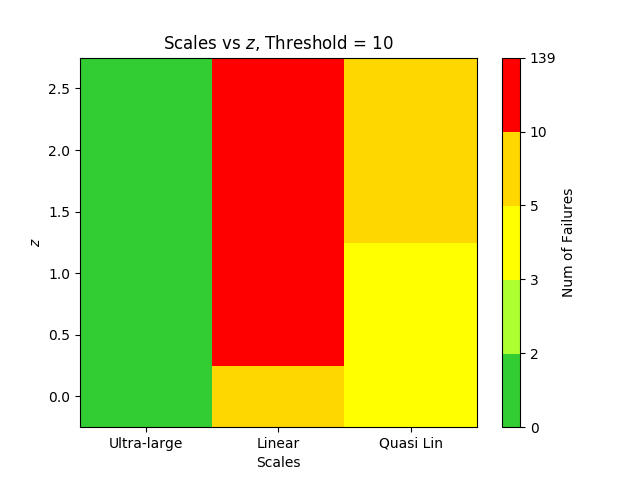 Scales vs z, Threshold = 10
2.5
2.0
1.5
1.0
0.5
0.0
z
Ultra-large
Linear
Quasi Lin
Scales
139
10
5
3
2
0
Num of Failures